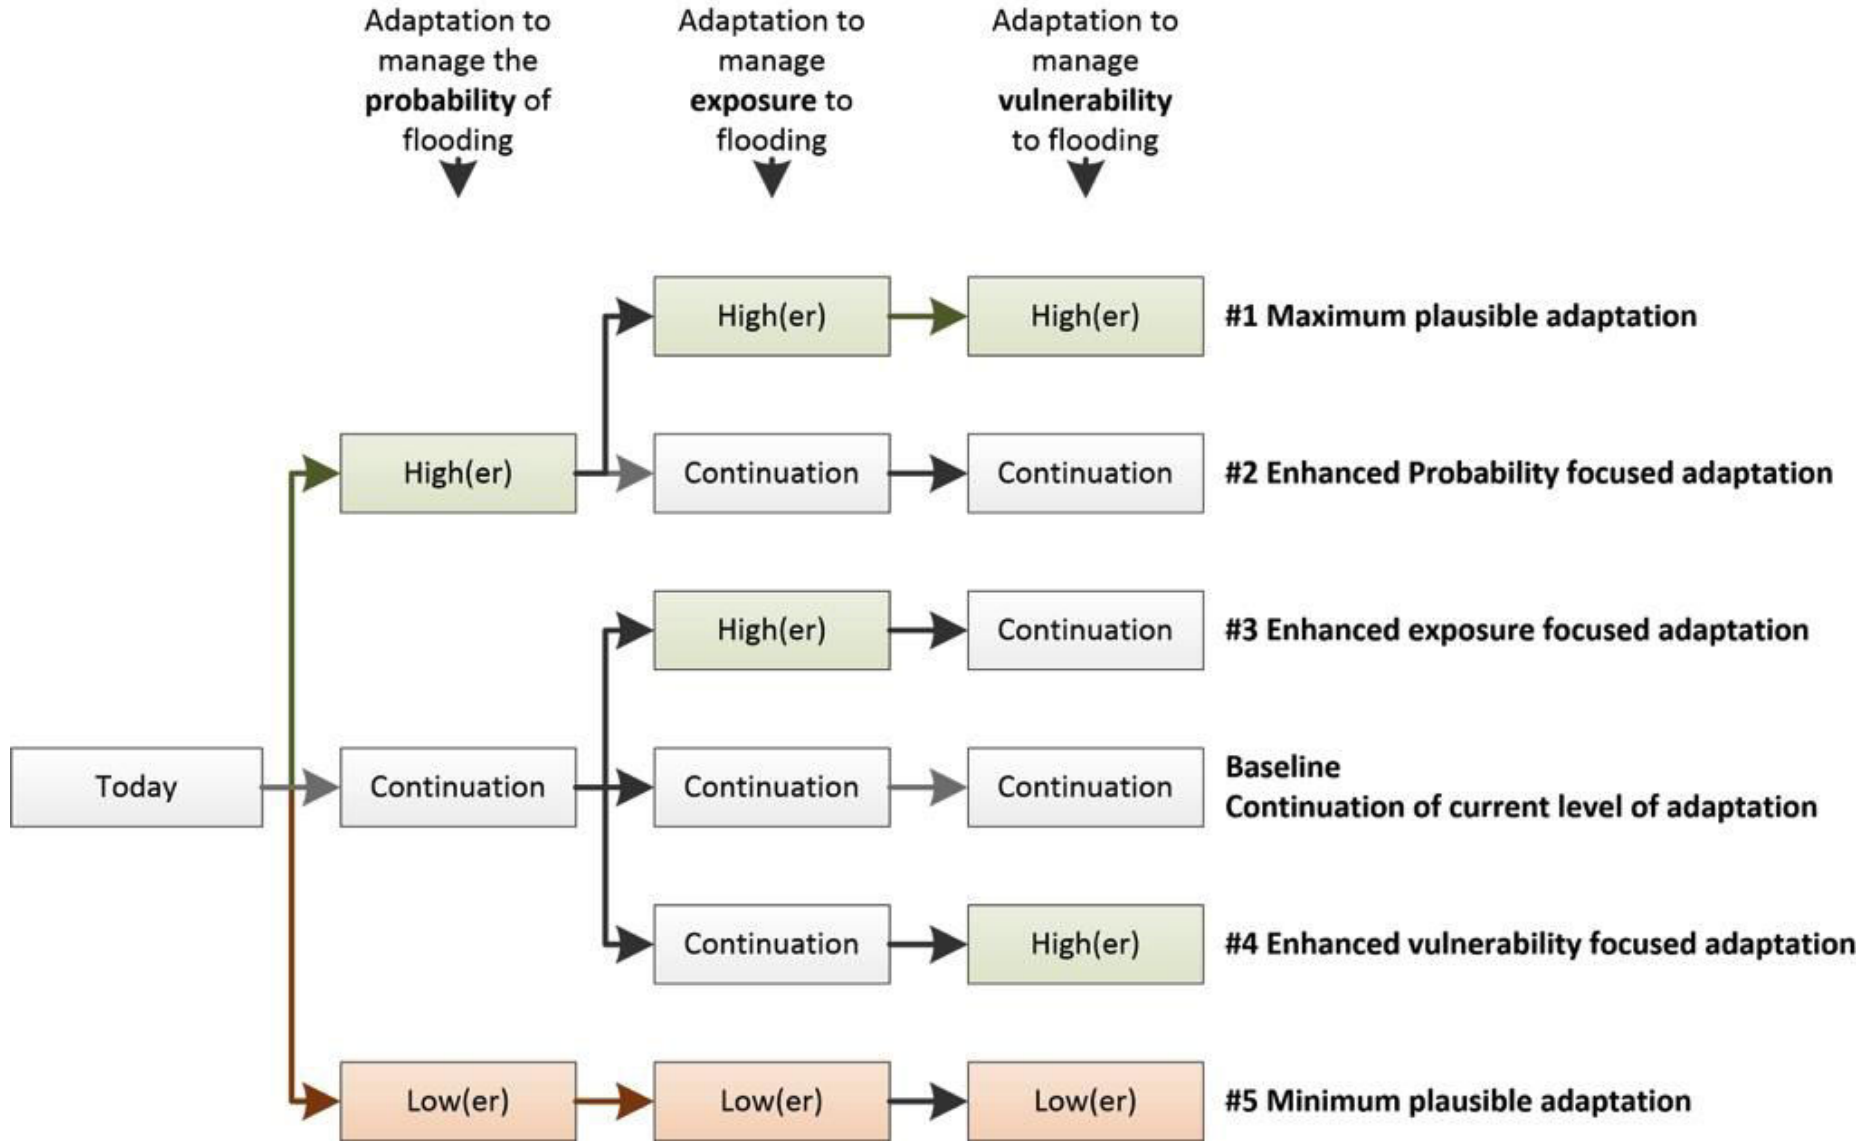 Adaptation to
manage the
probability of
flooding
Adaptation to
manage
exposure to
flooding
Adaptation to
manage
vulnerability
to flooding
High(er)
High(er)
#1 Maximum plausible adaptation
High(er)
Continuation
Continuation
#2 Enhanced Probability focused adaptation
High(er)
Continuation
#3 Enhanced exposure focused adaptation
Today
Continuation
Continuation
Continuation
Baseline
Continuation of current level of adaptation
Continuation
High(er)
#4 Enhanced vulnerability focused adaptation
Low(er)
Low(er)
Low(er)
#5 Minimum plausible adaptation